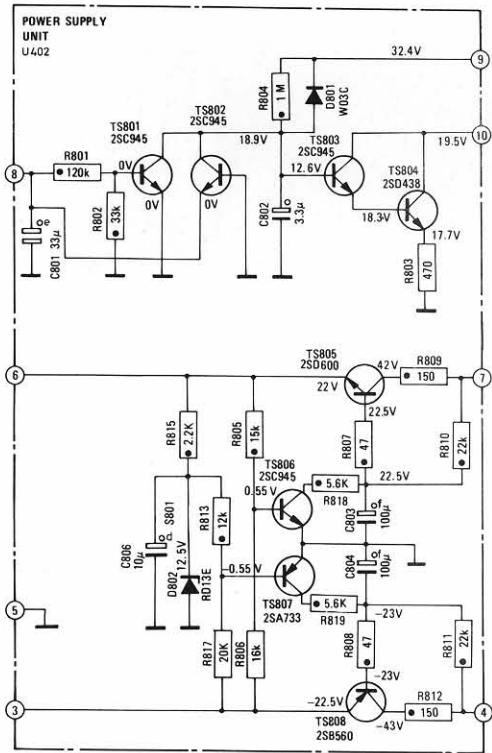 POWER SUPPLY
UNIT
U402
9
32.4V
R804
1 M
D801
W03C
TS801
2SC945
TS802
2SC945
18.9V
10
19.5V
TS803
2SC945
R801
120k
8
0V
0V
0V
12.6V
TS804
2SD438
R802
33k
e
C801 33μ
C802
3.3μ
18.3V
17.7V
R803
470
TS805
2SD600
6
22V
42V
R809
150
7
22.5V
R815
2.2K
R805
15k
R807
47
R810
22k
TS806
2SC945
5.6K
R818
22.5V
S801
R813
12k
0.55V
C803
f
100μ
C806
10μ
d
D802
12.5V
RD13E
-0.55 V
C804
f
100μ
TS807
2SA733
5.6K
R819
-23V
5
R817
20K
R806
16k
R808
47
R811
22k
-23V
3
-22.5V
-43V
R812
150
4
TS808
2SB560